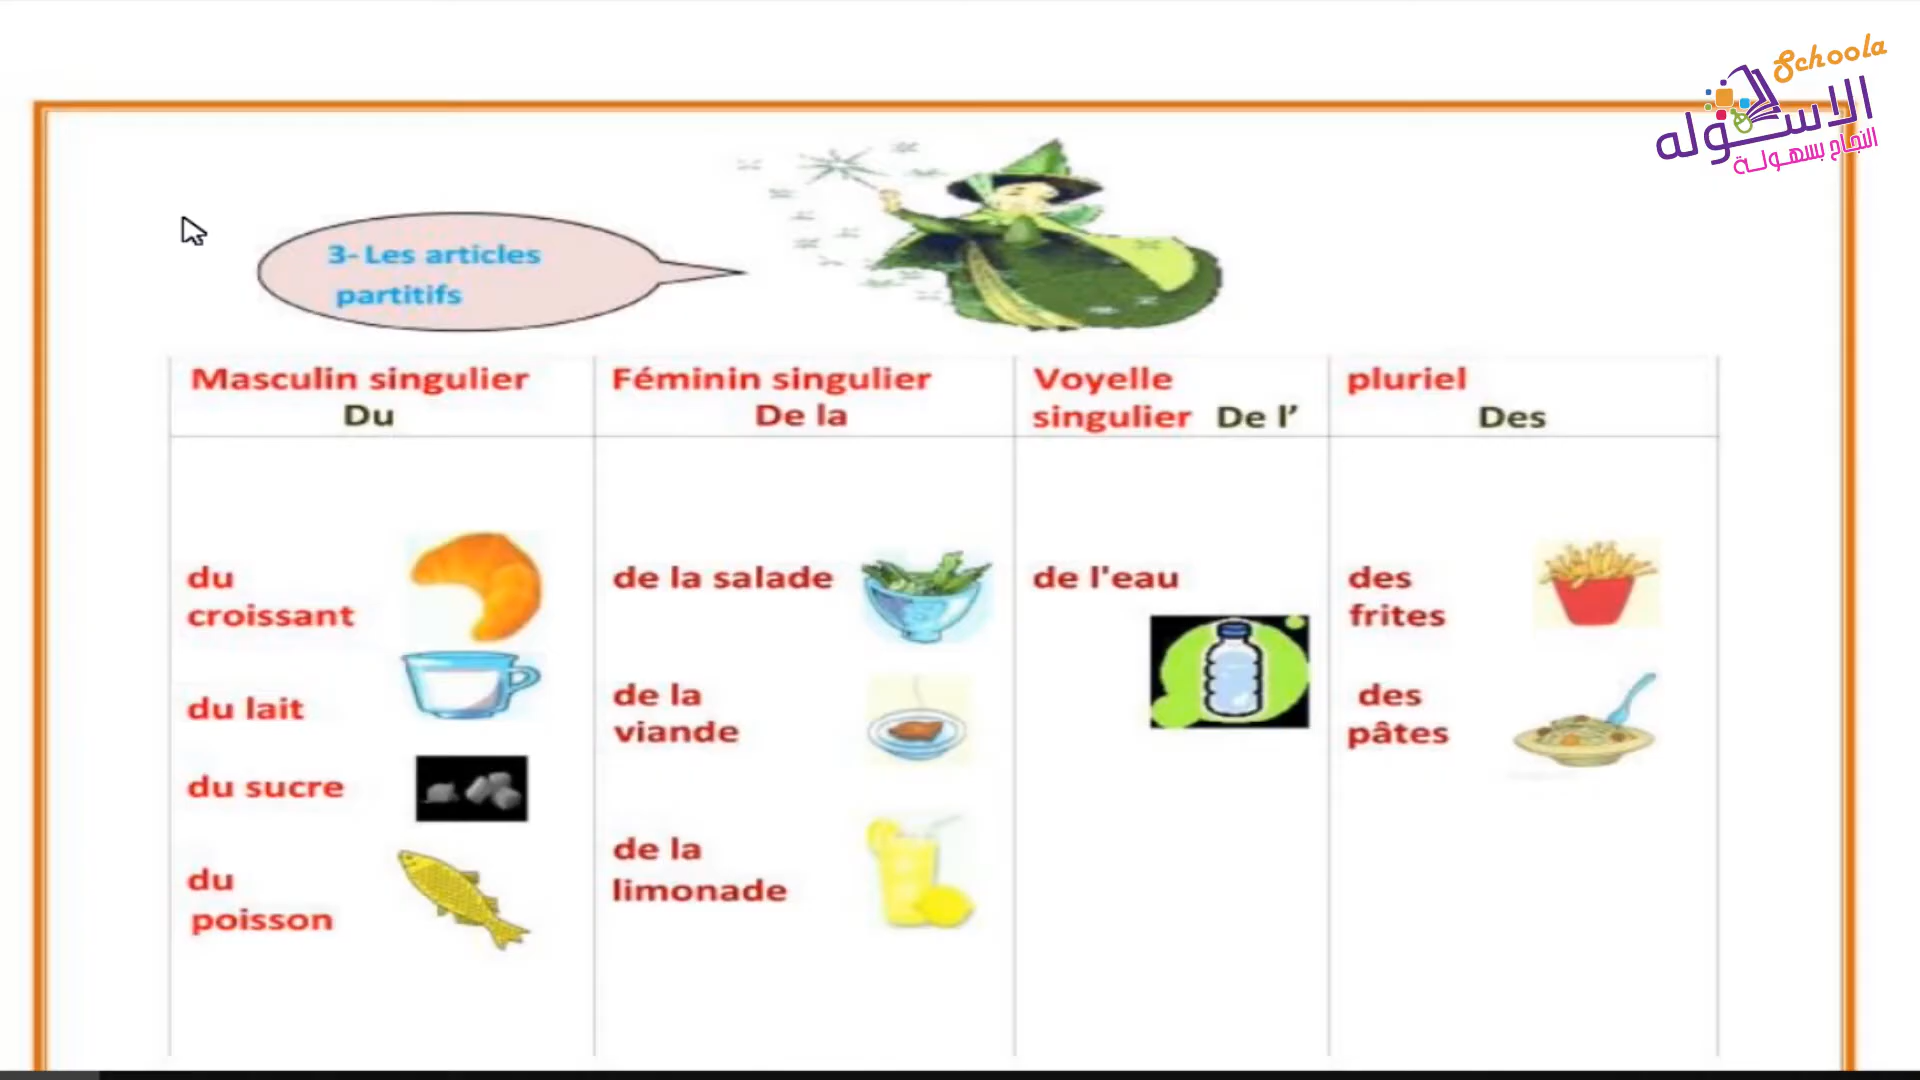 Schoola
الاسكوله
النجاح بسهولة
3- Les articles
partitifs
Masculin singulier
Du
Féminin singulier
De la
Voyelle
singulier De l’
pluriel
Des
du
croissant
du lait
du sucre
du
poisson
de la salade
de la
viande
de la
limonade
de l'eau
des
frites
des
pâtes